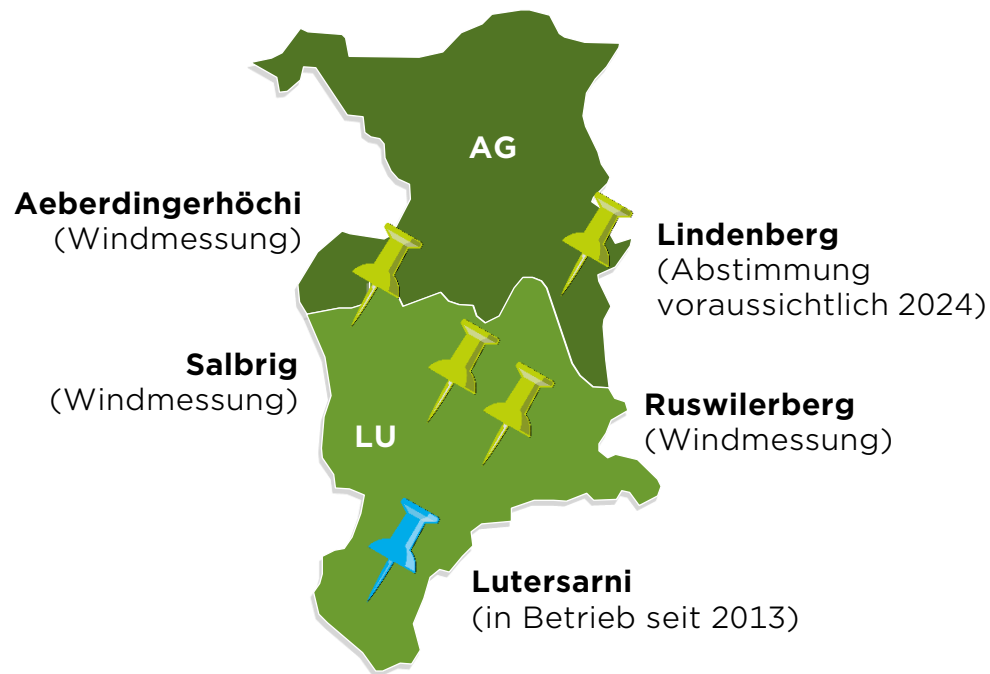 AG
Aeberdingerhöchi
(Windmessung)
Lindenberg
(Abstimmung
voraussichtlich 2024)
Salbrig
(Windmessung)
Ruswilerberg
(Windmessung)
LU
Lutersarni
(in Betrieb seit 2013)